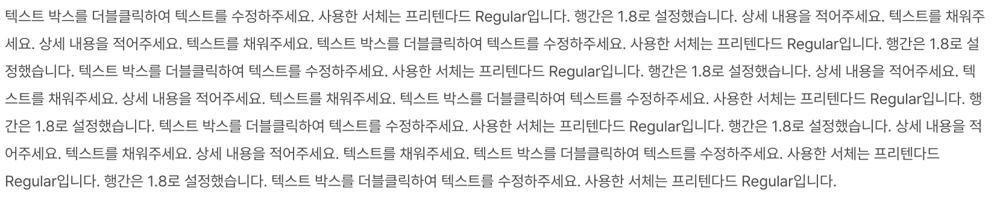 텍스트 박스를 더블클릭하여 텍스트를 수정하주세요. 사용한 서체는 프리텐다드 Regular입니다. 행간은 1.8로 설정했습니다. 상세 내용을 적어주세요. 텍스트를 채워주
세요. 상세 내용을 적어주세요. 텍스트를 채워주세요. 텍스트 박스를 더블클릭하여 텍스트를 수정하주세요. 사용한 서체는 프리텐다드 Regular입니다. 행간은 1.8로 설
정했습니다. 텍스트 박스를 더블클릭하여 텍스트를 수정하주세요. 사용한 서체는 프리텐다드 Regular입니다. 행간은 1.8로 설정했습니다. 상세 내용을 적어주세요. 텍
스트를 채워주세요. 상세 내용을 적어주세요. 텍스트를 채워주세요. 텍스트 박스를 더블클릭하여 텍스트를 수정하주세요. 사용한 서체는 프리텐다드 Regular입니다. 행
간은 1.8로 설정했습니다. 텍스트 박스를 더블클릭하여 텍스트를 수정하주세요. 사용한 서체는 프리텐다드 Regular입니다. 행간은 1.8로 설정했습니다. 상세 내용을 적
어주세요. 텍스트를 채워주세요. 상세 내용을 적어주세요. 텍스트를 채워주세요. 텍스트 박스를 더블클릭하여 텍스트를 수정하주세요. 사용한 서체는 프리텐다드
Regular입니다. 행간은 1.8로 설정했습니다. 텍스트 박스를 더블클릭하여 텍스트를 수정하주세요. 사용한 서체는 프리텐다드 Regular입니다.